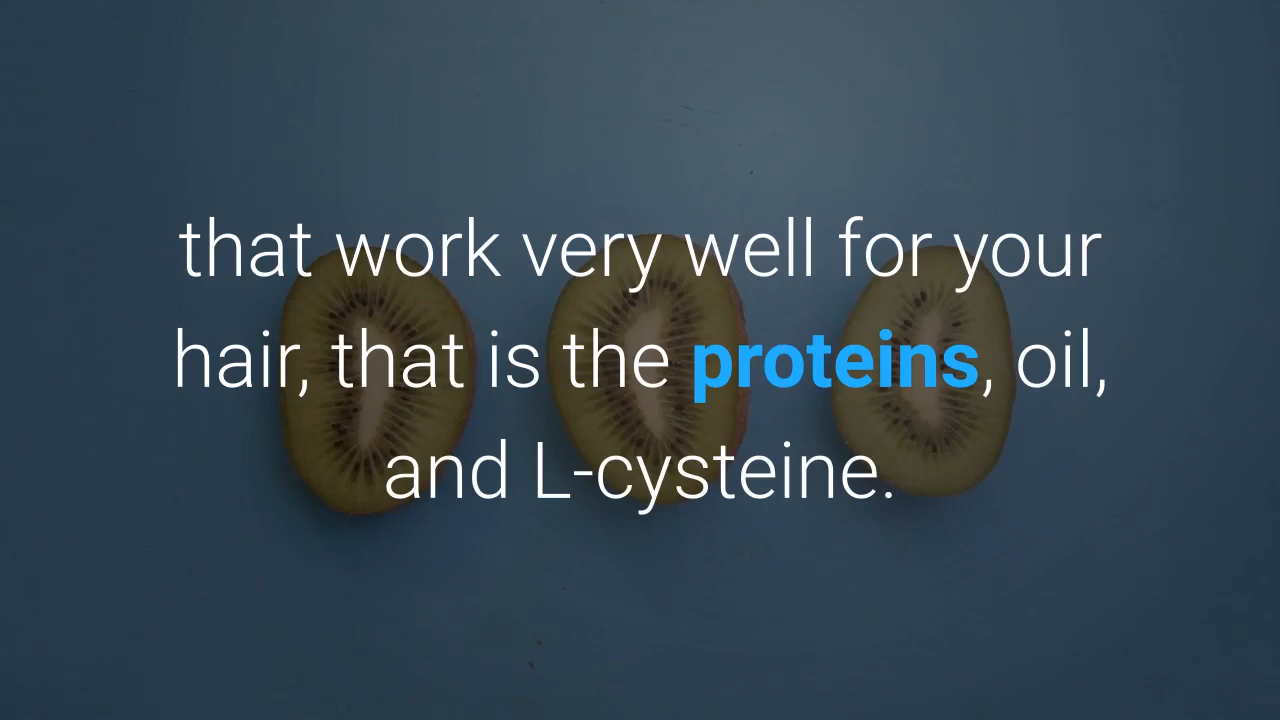 that work very well for your
hair, that is the proteins, oil,
and L-cysteine.